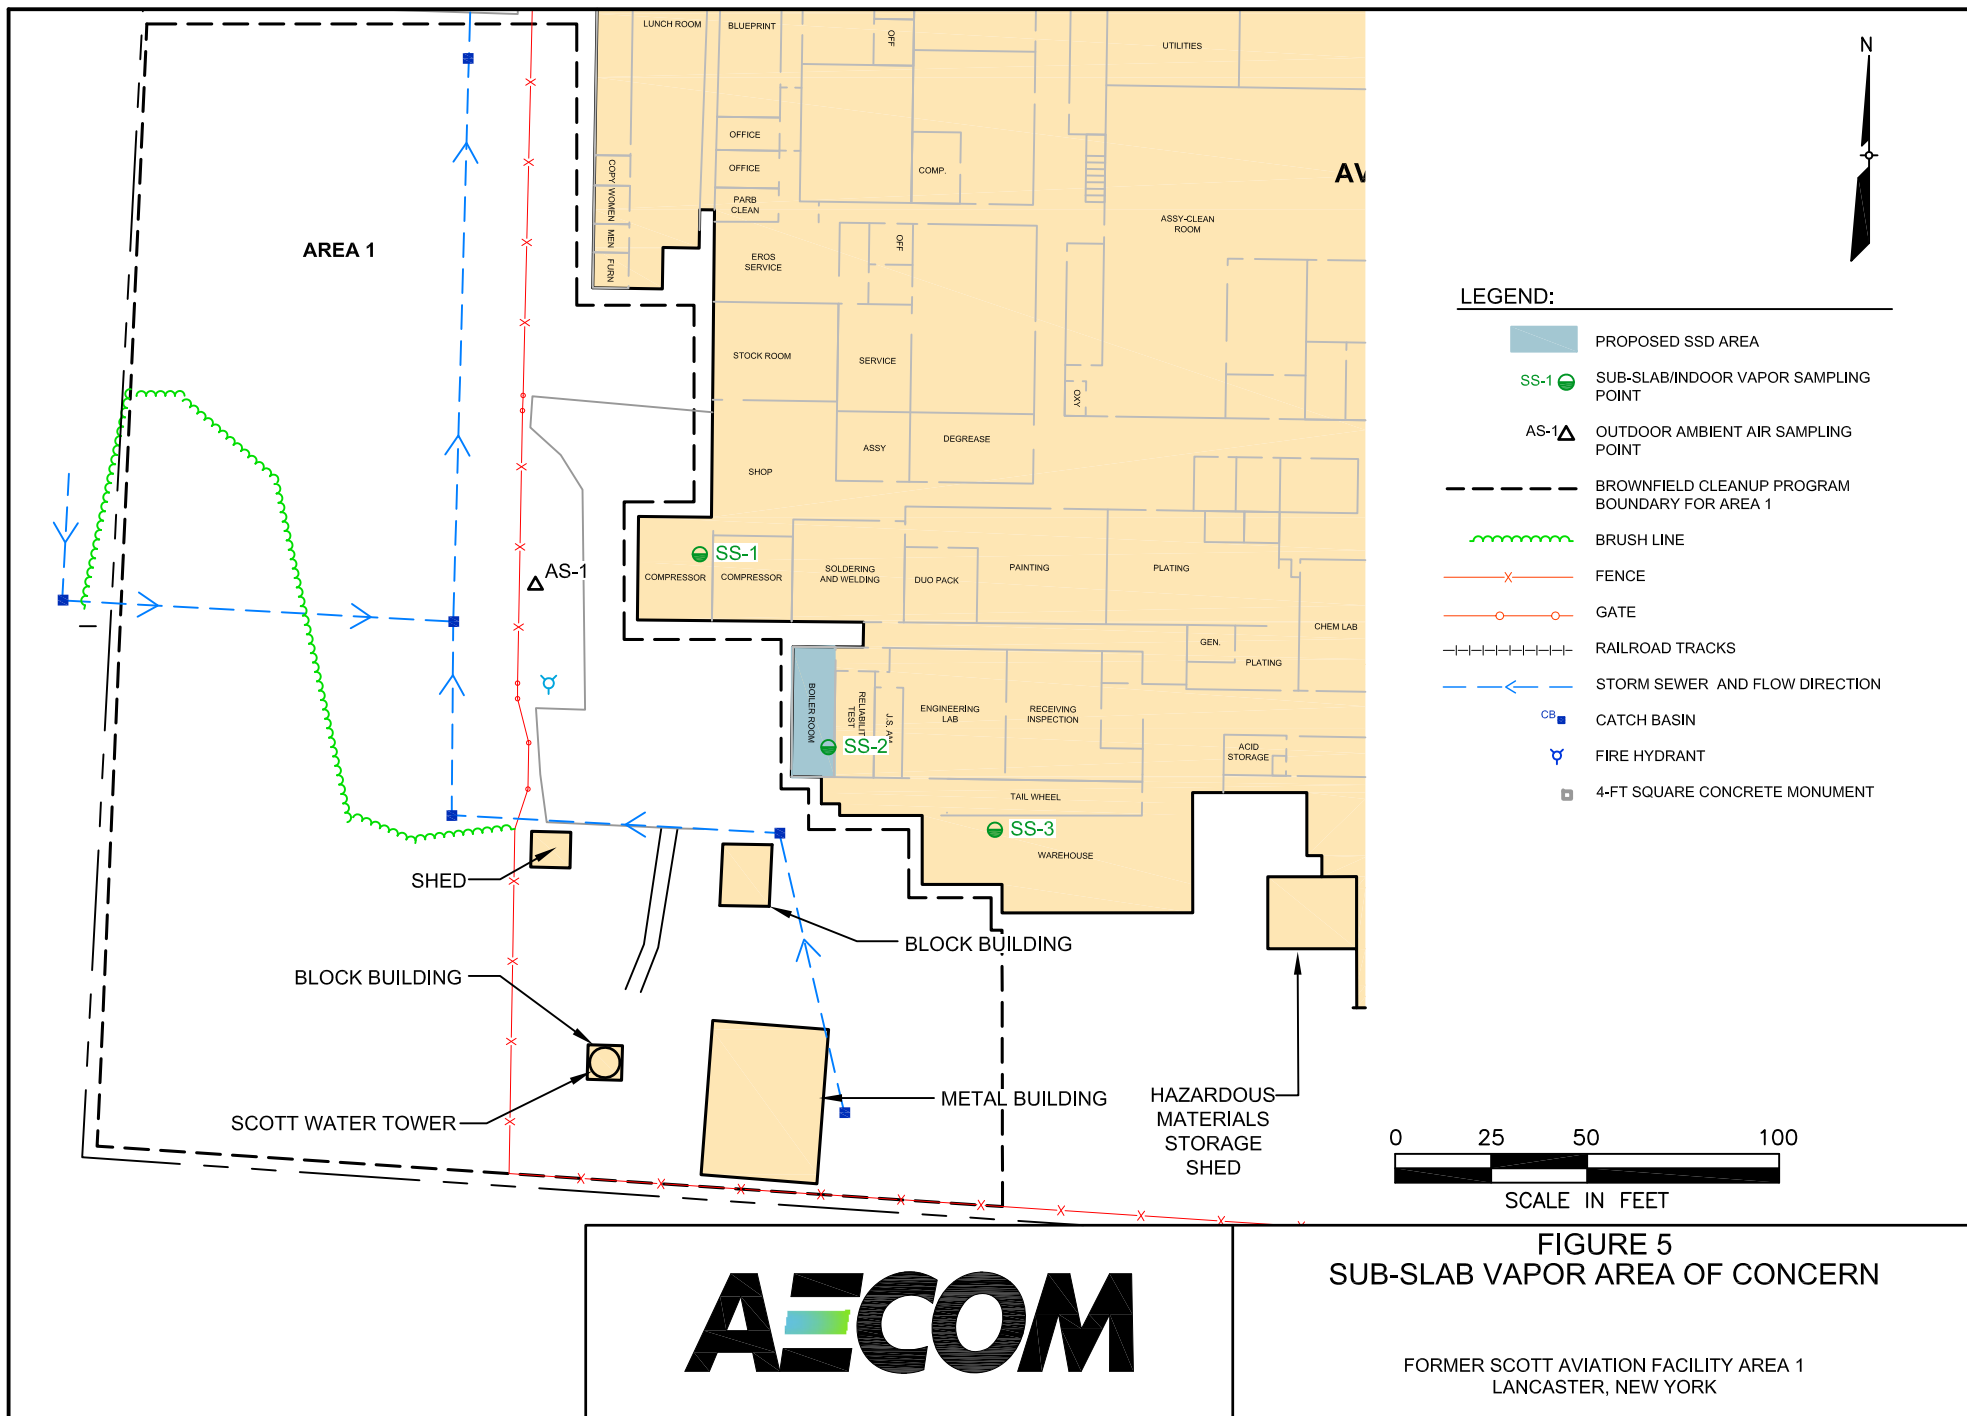 LUNCH ROOM
BLUEPRINT
OFF
UTILITIES
N
OFFICE
OFFICE
COMP.
COPY
WOMEN
MEN
FURN
PARB
CLEAN
AV
ASSY-CLEAN
ROOM
AREA 1
EROS
SERVICE
OFF
STOCK ROOM
SERVICE
OXY
ASSY
DEGREASE
SHOP
SS-1
AS-1
COMPRESSOR
COMPRESSOR
SOLDERING
AND WELDING
DUO PACK
PAINTING
PLATING
CHEM LAB
GEN.
PLATING
BOILER ROOM
RELIABILIT
TEST
J.S.
ENGINEERING
LAB
RECEIVING
INSPECTION
SS-2
ACID
STORAGE
TAIL WHEEL
SS-3
WAREHOUSE
SHED
BLOCK BUILDING
BLOCK BUILDING
SCOTT WATER TOWER
METAL BUILDING
HAZARDOUS
MATERIALS
STORAGE
SHED
LEGEND:
PROPOSED SSD AREA
SS-1 SUB-SLAB/INDOOR VAPOR SAMPLING
POINT
AS-1 OUTDOOR AMBIENT AIR SAMPLING
POINT
BROWNFIELD CLEANUP PROGRAM
BOUNDARY FOR AREA 1
BRUSH LINE
FENCE
GATE
RAILROAD TRACKS
STORM SEWER AND FLOW DIRECTION
CB CATCH BASIN
FIRE HYDRANT
4-FT SQUARE CONCRETE MONUMENT
0 25 50 100
SCALE IN FEET
AECOM
FIGURE 5
SUB-SLAB VAPOR AREA OF CONCERN
FORMER SCOTT AVIATION FACILITY AREA 1
LANCASTER, NEW YORK